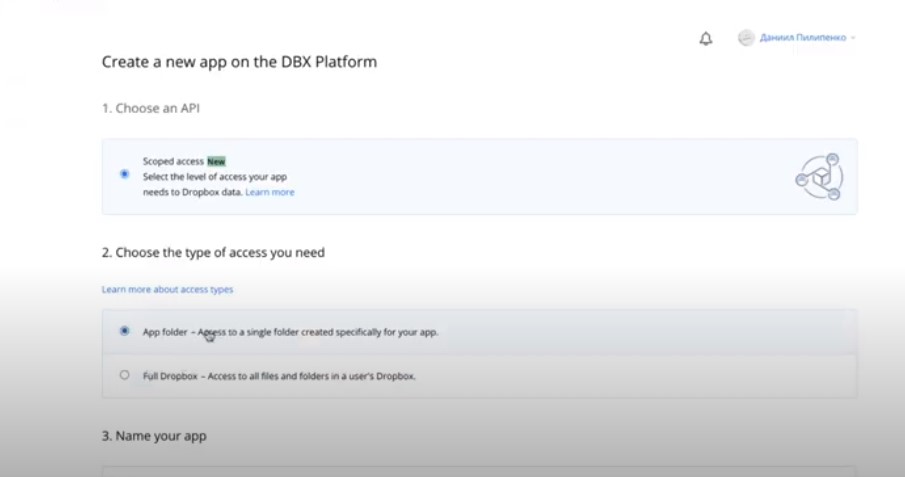 Даниил Пилипенко
Create a new app on the DBX Platform
1. Choose an API
Scoped access New
Select the level of access your app
needs to Dropbox data. Learn more
2. Choose the type of access you need
Learn more about access types
App folder – Access to a single folder created specifically for your app.
Full Dropbox – Access to all files and folders in a user's Dropbox.
3. Name your app